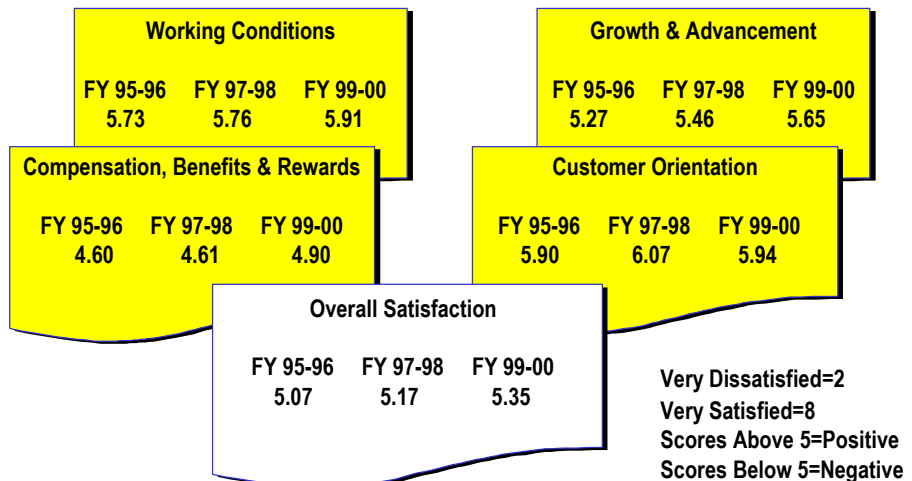 Working Conditions
FY 95-96 FY 97-98 FY 99-00
5.73 5.76 5.91
Growth & Advancement
FY 95-96 FY 97-98 FY 99-00
5.27 5.46 5.65
Compensation, Benefits & Rewards
FY 95-96 FY 97-98 FY 99-00
4.60 4.61 4.90
Customer Orientation
FY 95-96 FY 97-98 FY 99-00
5.90 6.07 5.94
Overall Satisfaction
FY 95-96 FY 97-98 FY 99-00
5.07 5.17 5.35
Very Dissatisfied=2
Very Satisfied=8
Scores Above 5=Positive
Scores Below 5=Negative